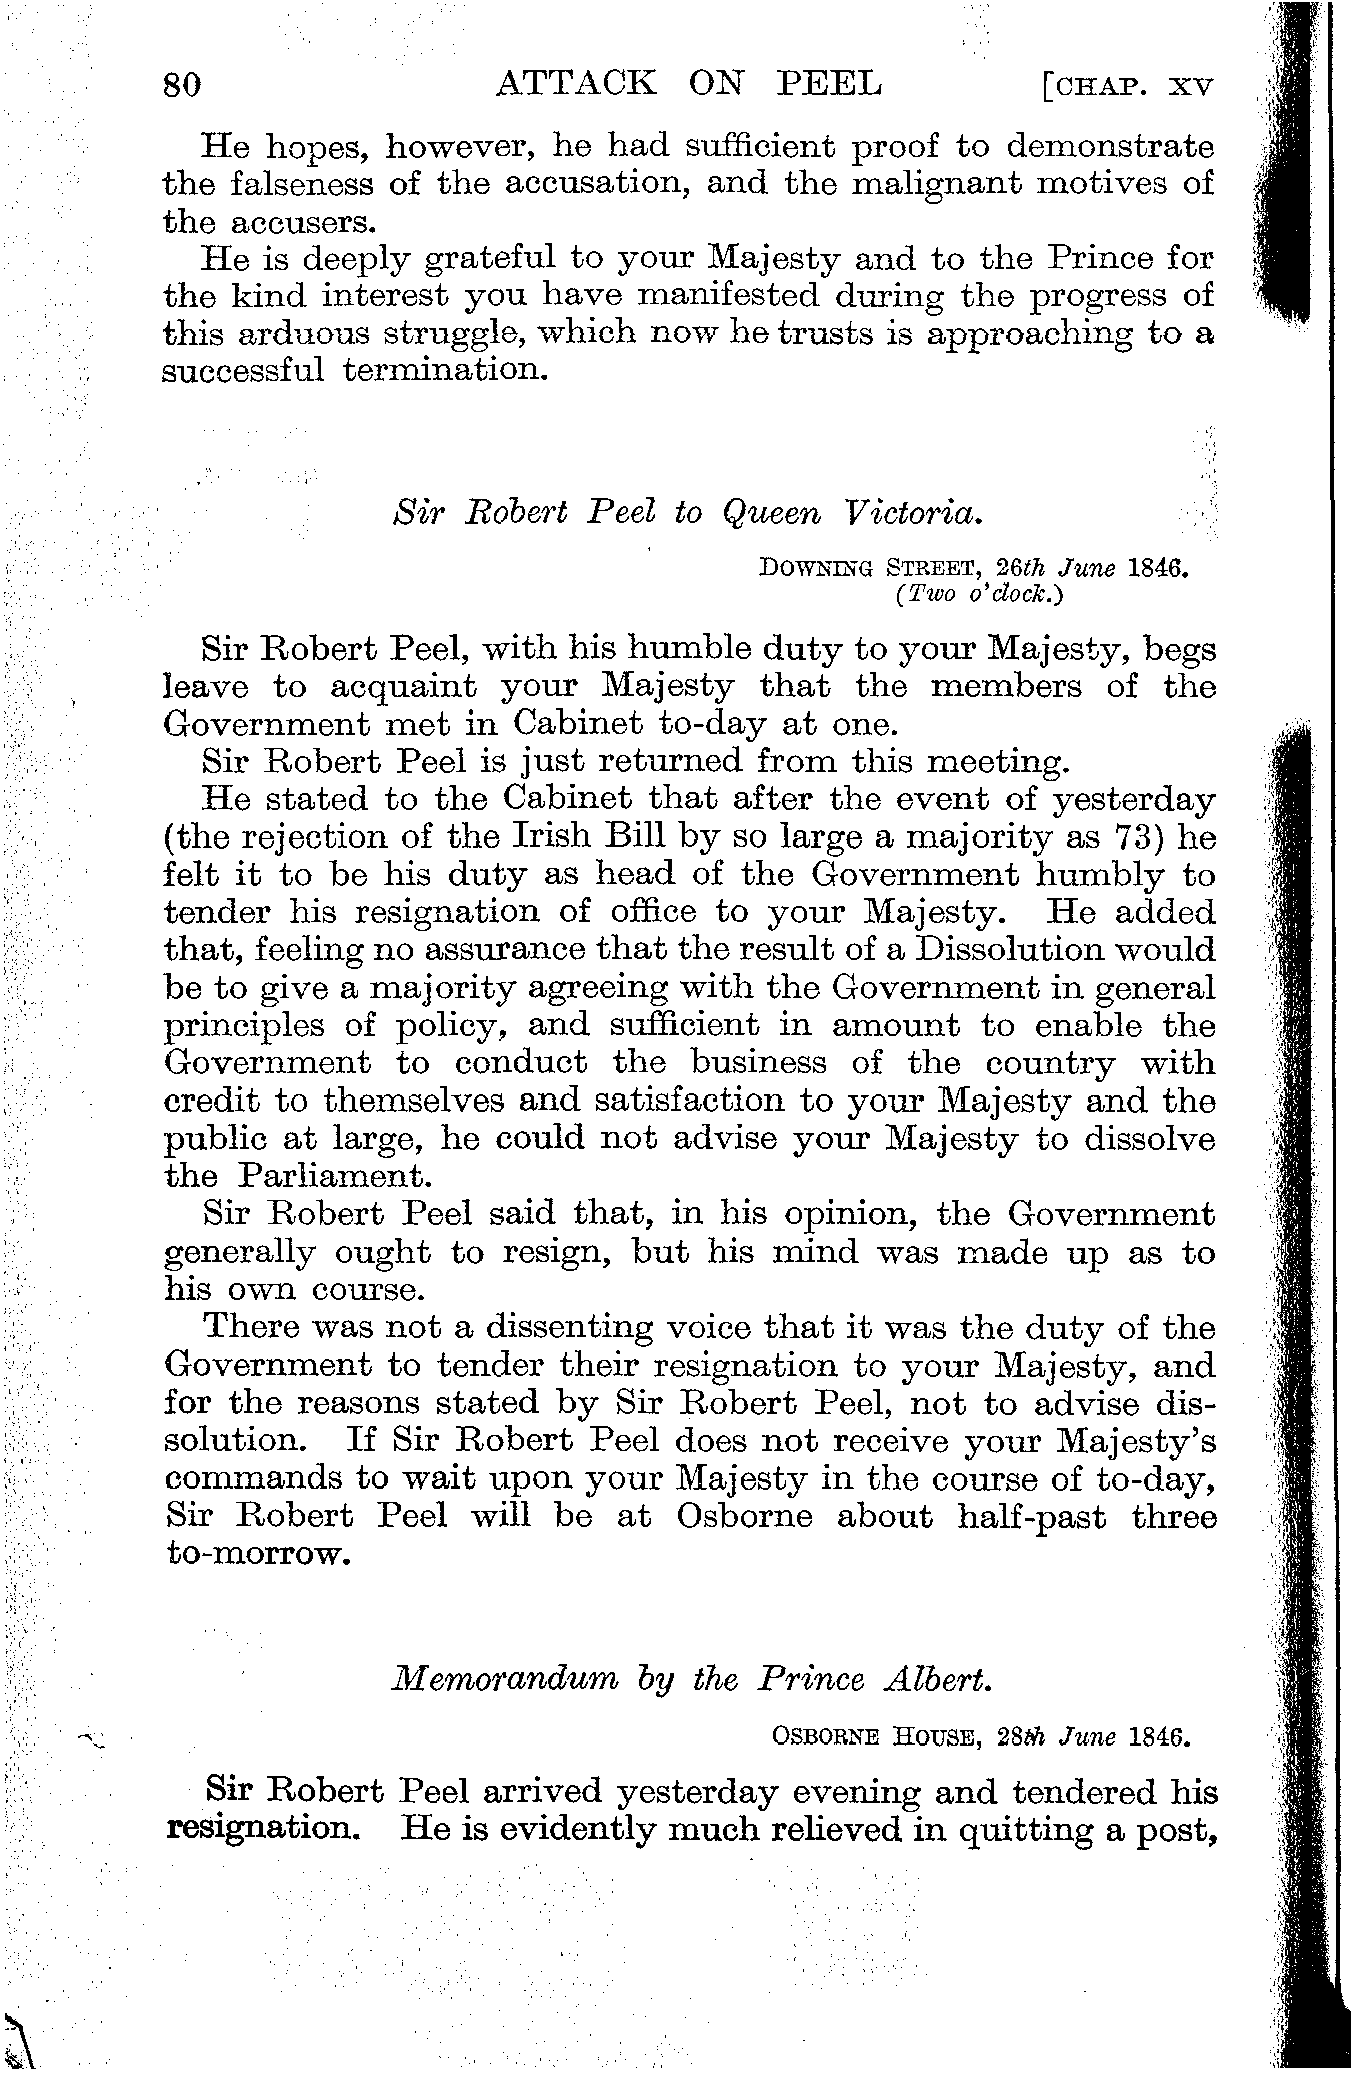 80 ATTACK ON PEEL [CHAP. XV
He hopes, however, he had sufficient proof to demonstrate
the falseness of the accusation, and the malignant motives of
the accusers.
He is deeply grateful to your Majesty and to the Prince for
the kind interest you have manifested during the progress of
this arduous struggle, which now he trusts is approaching to a
successful termination.
Sir Robert Peel to Queen Victoria.
DOWNING STREET, 26th June 1846.
(Two o'clock.)
Sir Robert Peel, with his humble duty to your Majesty, begs
leave to acquaint your Majesty that the members of the
Government met in Cabinet to-day at one.
Sir Robert Peel is just returned from this meeting.
He stated to the Cabinet that after the event of yesterday
(the rejection of the Irish Bill by so large a majority as 73) he
felt it to be his duty as head of the Government humbly to
tender his resignation of office to your Majesty. He added
that, feeling no assurance that the result of a Dissolution would
be to give a majority agreeing with the Government in general
principles of policy, and sufficient in amount to enable the
Government to conduct the business of the country with
credit to themselves and satisfaction to your Majesty and the
public at large, he could not advise your Majesty to dissolve
the Parliament.
Sir Robert Peel said that, in his opinion, the Government
generally ought to resign, but his mind was made up as to
his own course.
There was not a dissenting voice that it was the duty of the
Government to tender their resignation to your Majesty, and
for the reasons stated by Sir Robert Peel, not to advise dis-
solution. If Sir Robert Peel does not receive your Majesty's
commands to wait upon your Majesty in the course of to-day,
Sir Robert Peel will be at Osborne about half-past three
to-morrow.
Memorandum by the Prince Albert.
OSBORNE HOUSE, 28th June 1846.
Sir Robert Peel arrived yesterday evening and tendered his
resignation. He is evidently much relieved in quitting a post,